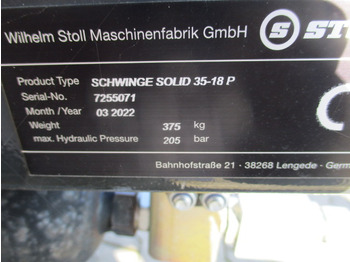 Wilhelm Stoll Maschinenfabrik GmbH S ST
Product Type SCHWINGE SOLID 35-18 P
Serial-No. 7255071
Month / Year 03 2022
Weight 375 kg
max. Hydraulic Pressure 205 bar
Bahnhofstraße 21 · 38268 Lengede - Germ